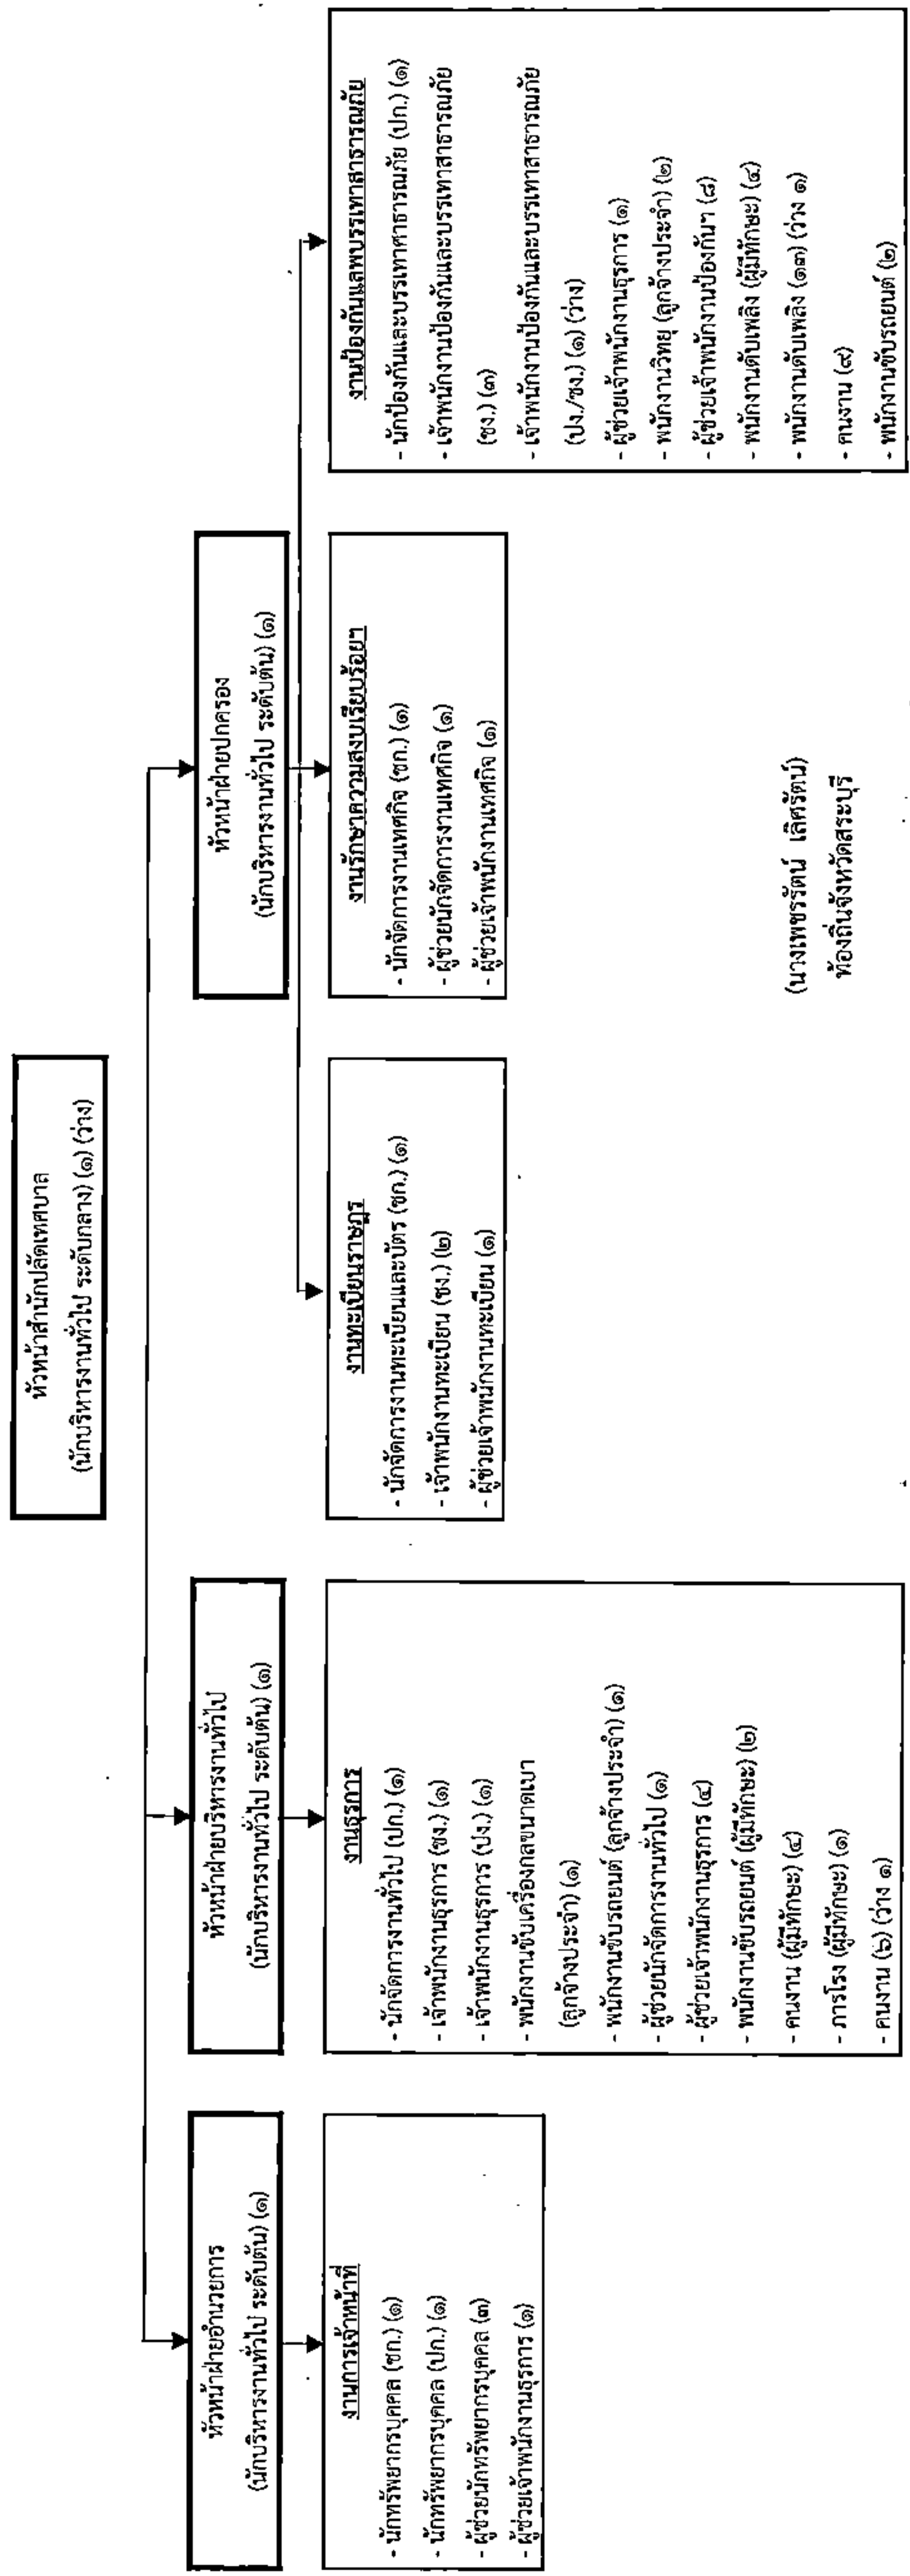 หัวหน้าสำนักปลัดเทศบาล
(นักบริหารงานทั่วไป ระดับกลาง) (๑) (ว่าง)
หัวหน้าฝ่ายอำนวยการ
(นักบริหารงานทั่วไป ระดับต้น) (๑)
หัวหน้าฝ่ายบริหารงานทั่วไป
(นักบริหารงานทั่วไป ระดับต้น) (๑)
หัวหน้าฝ่ายปกครอง
(นักบริหารงานทั่วไป ระดับต้น) (๑)
งานการเจ้าหน้าที่
- นักทรัพยากรบุคคล (ชก.) (๑)
- นักทรัพยากรบุคคล (ปก.) (๑)
- ผู้ช่วยนักทรัพยากรบุคคล (๓)
- ผู้ช่วยเจ้าพนักงานธุรการ (๑)
งานธุรการ
- นักจัดการงานทั่วไป (ปก.) (๑)
- เจ้าพนักงานธุรการ (ชง.) (๑)
- เจ้าพนักงานธุรการ (ปง.) (๑)
- พนักงานขับเครื่องกลขนาดเบา
(ลูกจ้างประจำ) (๑)
- พนักงานขับรถยนต์ (ลูกจ้างประจำ) (๑)
- ผู้ช่วยนักจัดการงานทั่วไป (๑)
- ผู้ช่วยเจ้าพนักงานธุรการ (๔)
- พนักงานขับรถยนต์ (ผู้มีทักษะ) (๒)
- คนงาน (ผู้มีทักษะ) (๔)
- ภารโรง (ผู้มีทักษะ) (๑)
- คนงาน (๖) (ว่าง ๑)
งานทะเบียนราษฎร
- นักจัดการงานทะเบียนและบัตร (ชก.) (๑)
- เจ้าพนักงานทะเบียน (ชง.) (๒)
- ผู้ช่วยเจ้าพนักงานทะเบียน (๑)
งานรักษาความสงบเรียบร้อยฯ
- นักจัดการงานเทศกิจ (ชก.) (๑)
- ผู้ช่วยนักจัดการงานเทศกิจ (๑)
- ผู้ช่วยเจ้าพนักงานเทศกิจ (๑)
งานป้องกันแลพบรรเทาสาธารณภัย
- นักป้องกันและบรรเทาศาธารณภัย (ปก.) (๑)
- เจ้าพนักงานป้องกันและบรรเทาสาธารณภัย
(ชง.) (๓)
- เจ้าพนักงานป้องกันและบรรเทาสาธารณภัย
(ปง./ชง.) (๑) (ว่าง)
- ผู้ช่วยเจ้าพนักงานธุรการ (๑)
- พนักงานวิทยุ (ลูกจ้างประจำ) (๒)
- ผู้ช่วยเจ้าพนักงานป้องกันฯ (๘)
- พนักงานดับเพลิง (ผู้มีทักษะ) (๔)
- พนักงานดับเพลิง (๑๓) (ว่าง ๑)
- คนงาน (๙)
- พนักงานขับรถยนต์ (๒)
(นางเพชรรัตน์ เลิศรัตน์)
ท้องถิ่นจังหวัดสระบุรี